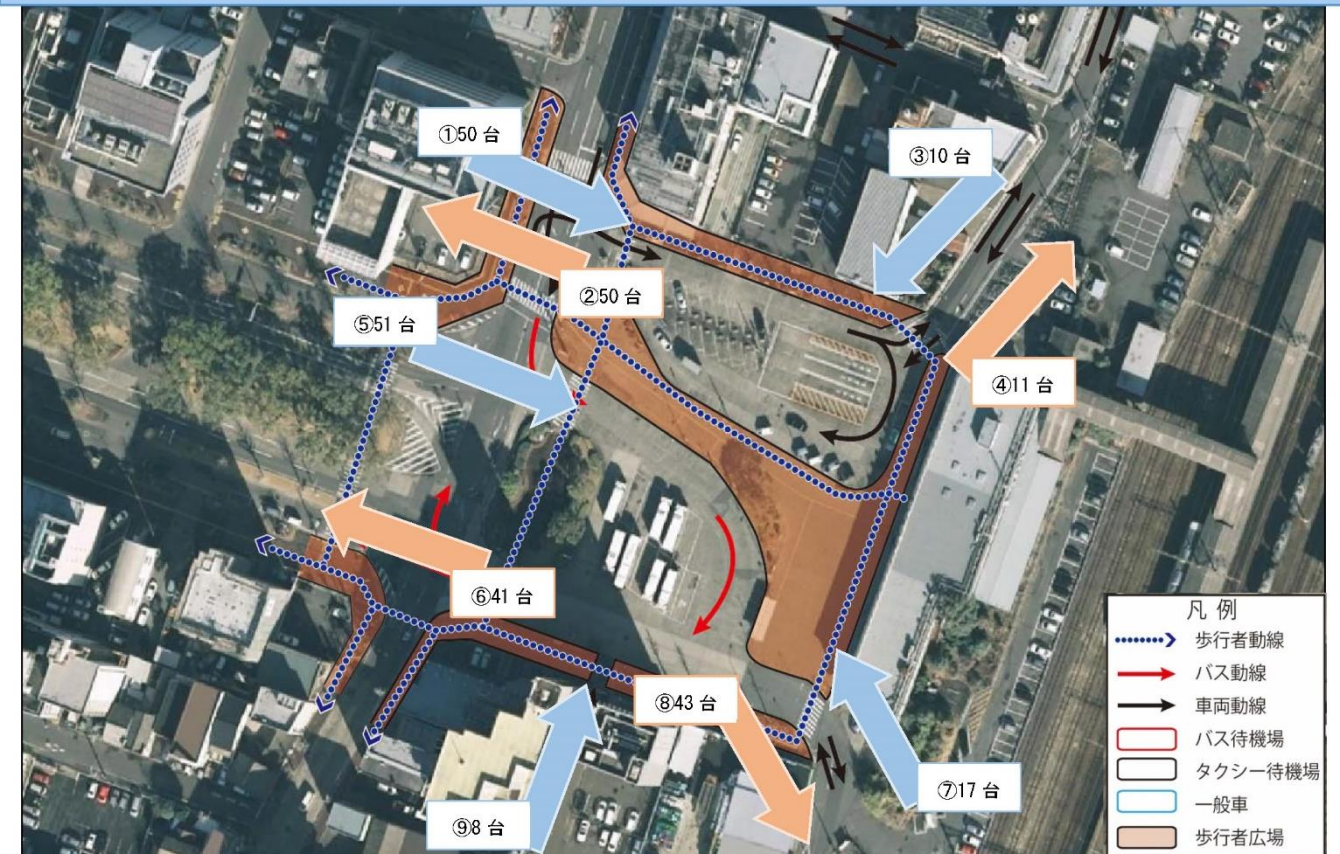 ①50 台
③10 台
②50 台
⑤51 台
④11 台
⑥41 台
⑧43 台
⑦17 台
⑨8 台
凡 例
歩行者動線
バス動線
車両動線
バス待機場
タクシー待機場
一般車
歩行者広場